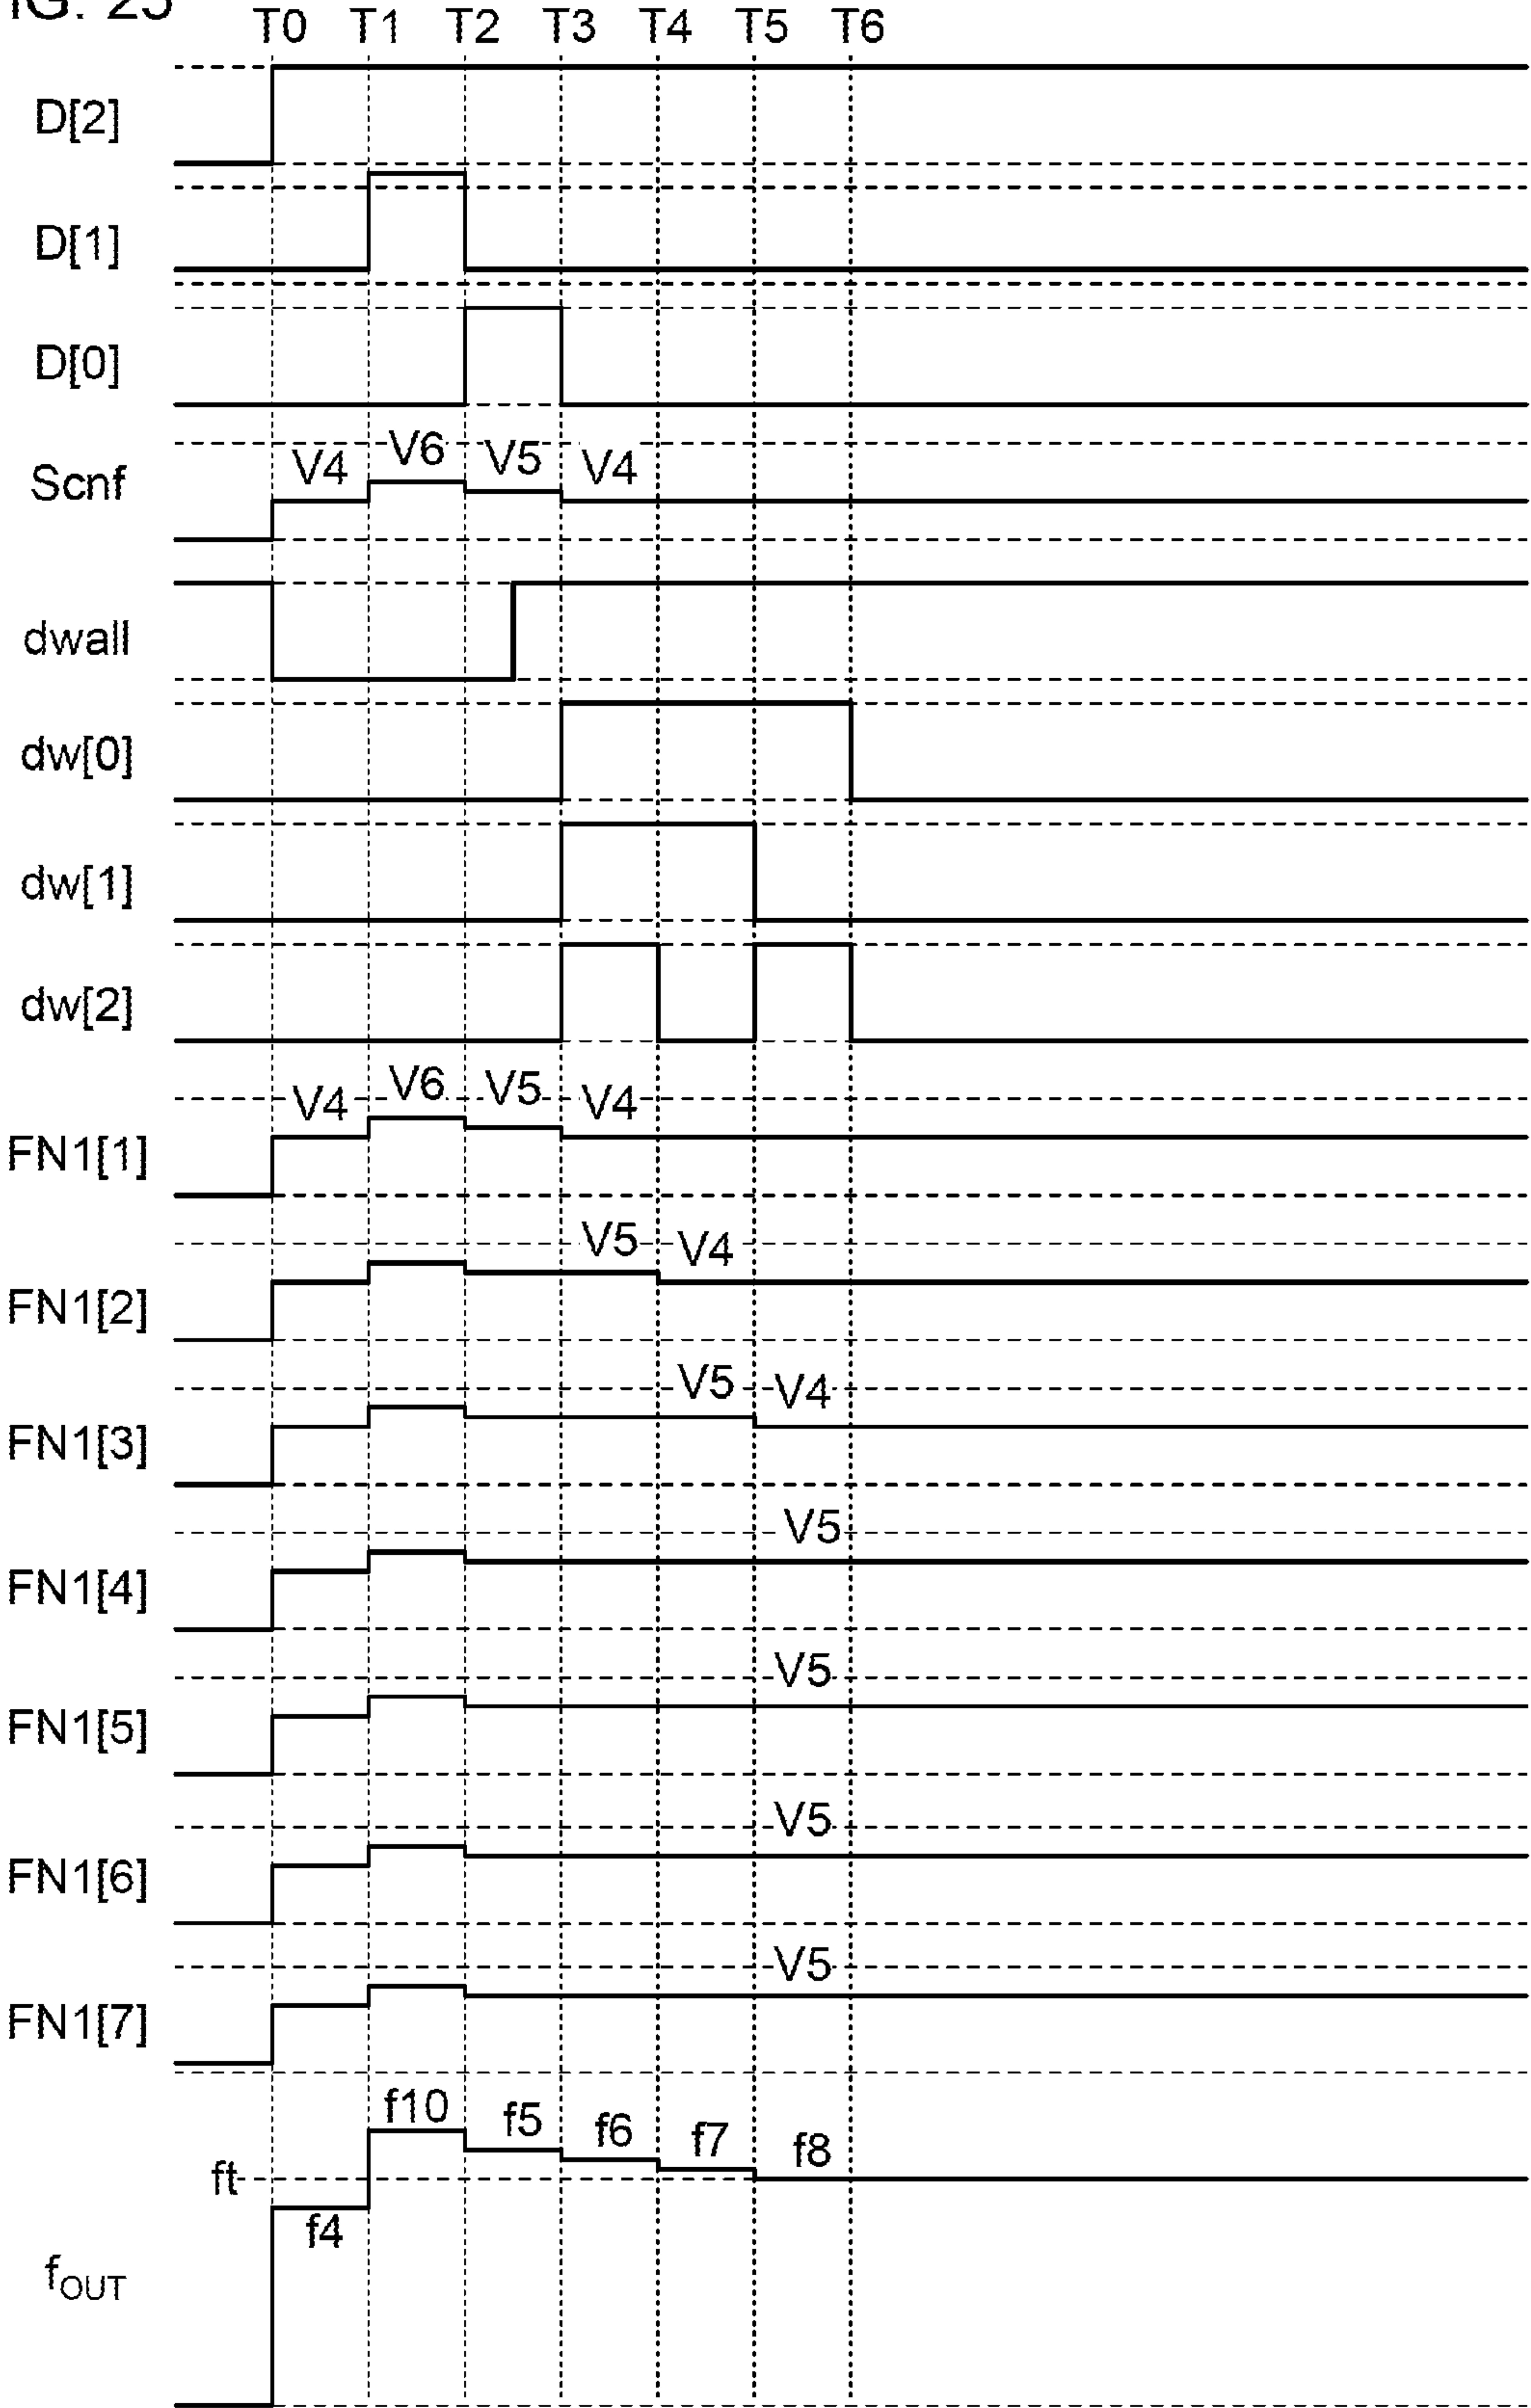 IG. 25
T0 T1 T2 T3 T4 T5 T6
D[2]
D[1]
D[0]
Scnf V4 V6 V5 V4
dwall
dw[0]
dw[1]
dw[2]
FN1[1] V4 V6 V5 V4
FN1[2] V5 V4
FN1[3] V5 V4
FN1[4] V5
FN1[5] V5
FN1[6] V5
FN1[7] V5
f10 f5 f6 f7 f8
ft
f4
fOUT